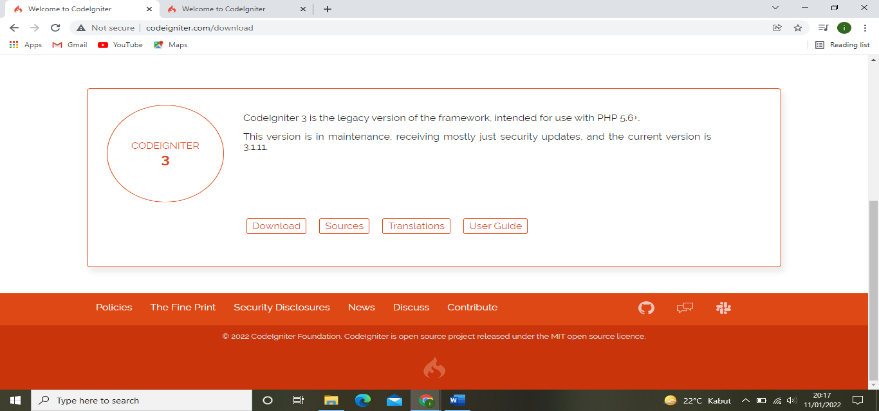 Welcome to CodeIgniter
Welcome to CodeIgniter
Not secure | codeigniter.com/download
Apps Gmail YouTube Maps Reading list
CodeIgniter 3 is the legacy version of the framework, intended for use with PHP 5.6+.
This version is in maintenance, receiving mostly just security updates, and the current version is
3.1.11.
CODEIGNITER
3
Download Sources Translations User Guide
Policies The Fine Print Security Disclosures News Discuss Contribute
© 2022 CodeIgniter Foundation. CodeIgniter is open source project released under the MIT open source licence.
Type here to search
22°C Kabut
20:17
11/01/2022